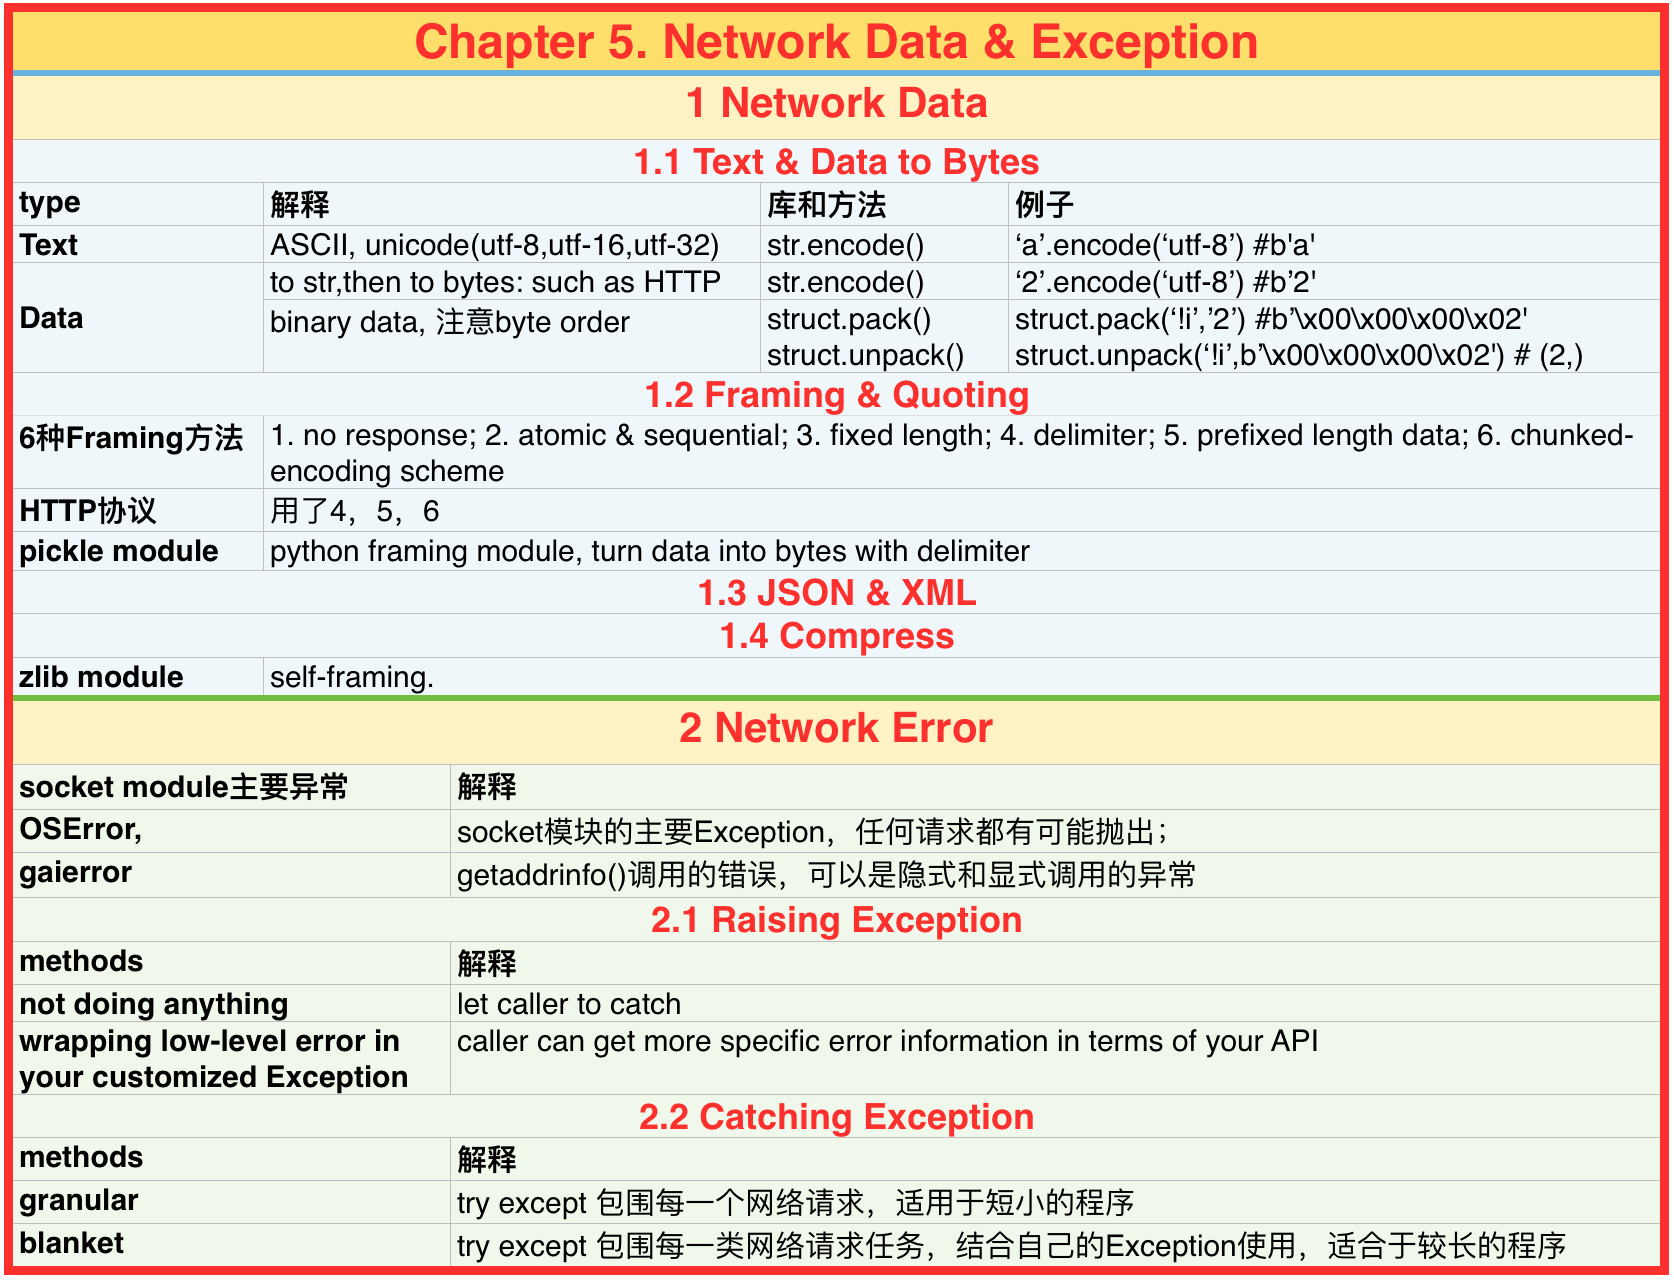 Chapter 5. Network Data & Exception
1 Network Data
1.1 Text & Data to Bytes
type 解释 库和方法 例子
Text ASCII, unicode(utf-8,utf-16,utf-32) str.encode() ‘a’.encode(‘utf-8’) #b'a'
Data to str,then to bytes: such as HTTP str.encode() ‘2’.encode(‘utf-8’) #b’2'
binary data, 注意byte order struct.pack() struct.pack(‘!i’,’2’) #b’\x00\x00\x00\x02'
struct.unpack() struct.unpack(‘!i’,b’\x00\x00\x00\x02') # (2,)
1.2 Framing & Quoting
6种Framing方法 1. no response; 2. atomic & sequential; 3. fixed length; 4. delimiter; 5. prefixed length data; 6. chunked-
encoding scheme
HTTP协议 用了4，5，6
pickle module python framing module, turn data into bytes with delimiter
1.3 JSON & XML
1.4 Compress
zlib module self-framing.
2 Network Error
socket module主要异常 解释
OSError, socket模块的主要Exception，任何请求都有可能抛出；
gaierror getaddrinfo()调用的错误，可以是隐式和显式调用的异常
2.1 Raising Exception
methods 解释
not doing anything let caller to catch
wrapping low-level error in caller can get more specific error information in terms of your API
your customized Exception
2.2 Catching Exception
methods 解释
granular try except 包围每一个网络请求，适用于短小的程序
blanket try except 包围每一类网络请求任务，结合自己的Exception使用，适合于较长的程序